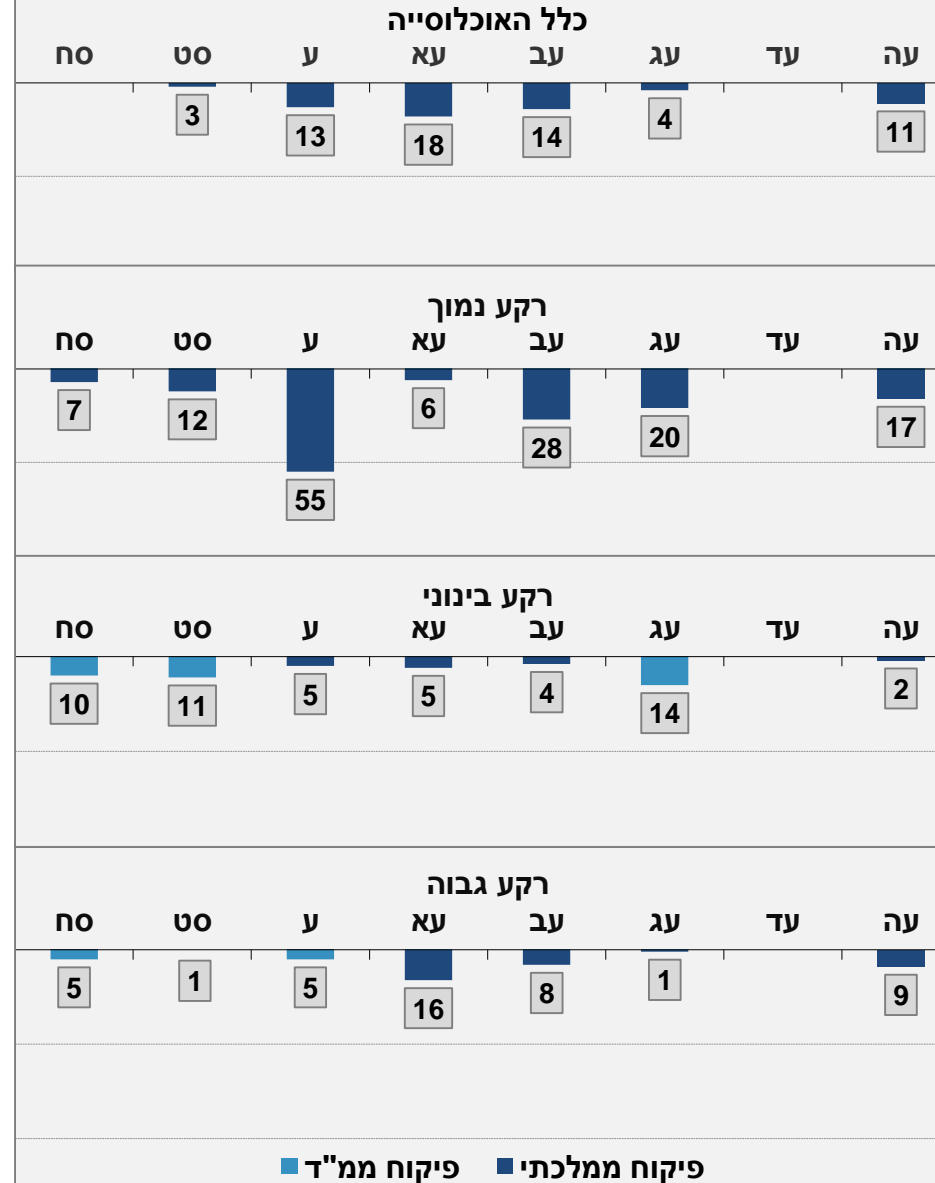 כלל האוכלוסייה
סח סט ע עא עב עג עד עה
3 13 18 14 4 11
רקע נמוך
סח סט ע עא עב עג עד עה
7 12 55 6 28 20 17
רקע בינוני
סח סט ע עא עב עג עד עה
10 11 5 5 4 14 2
רקע גבוה
סח סט ע עא עב עג עד עה
5 1 5 16 8 1 9
פיקוח ממלכתי פיקוח ממ"ד